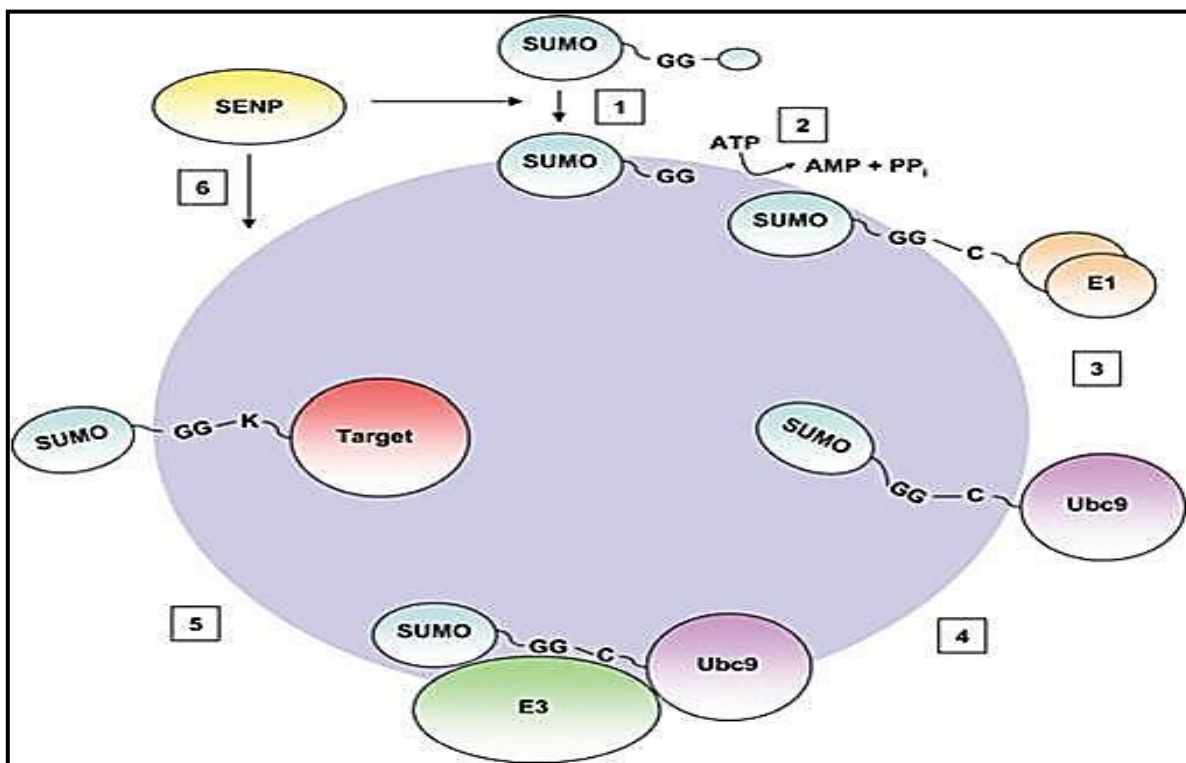 SUMO
GG
SENP
1
2
ATP
AMP + PPi
SUMO
GG
6
SUMO
GG
C
E1
3
SUMO
GG
K
Target
SUMO
GG
C
Ubc9
5
4
SUMO
GG
C
Ubc9
E3